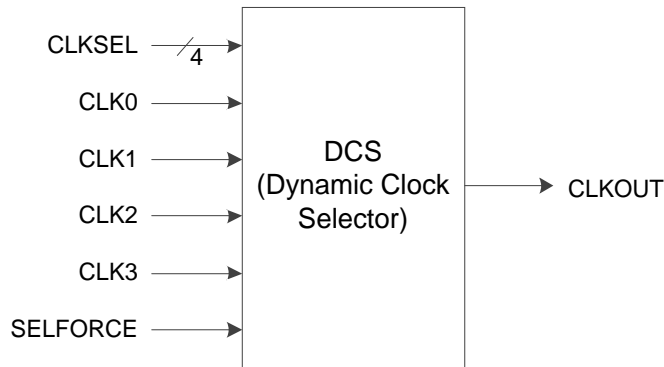 CLKSEL
4
CLK0
CLK1
CLK2
CLK3
SELFORCE
DCS
(Dynamic Clock
Selector)
CLKOUT